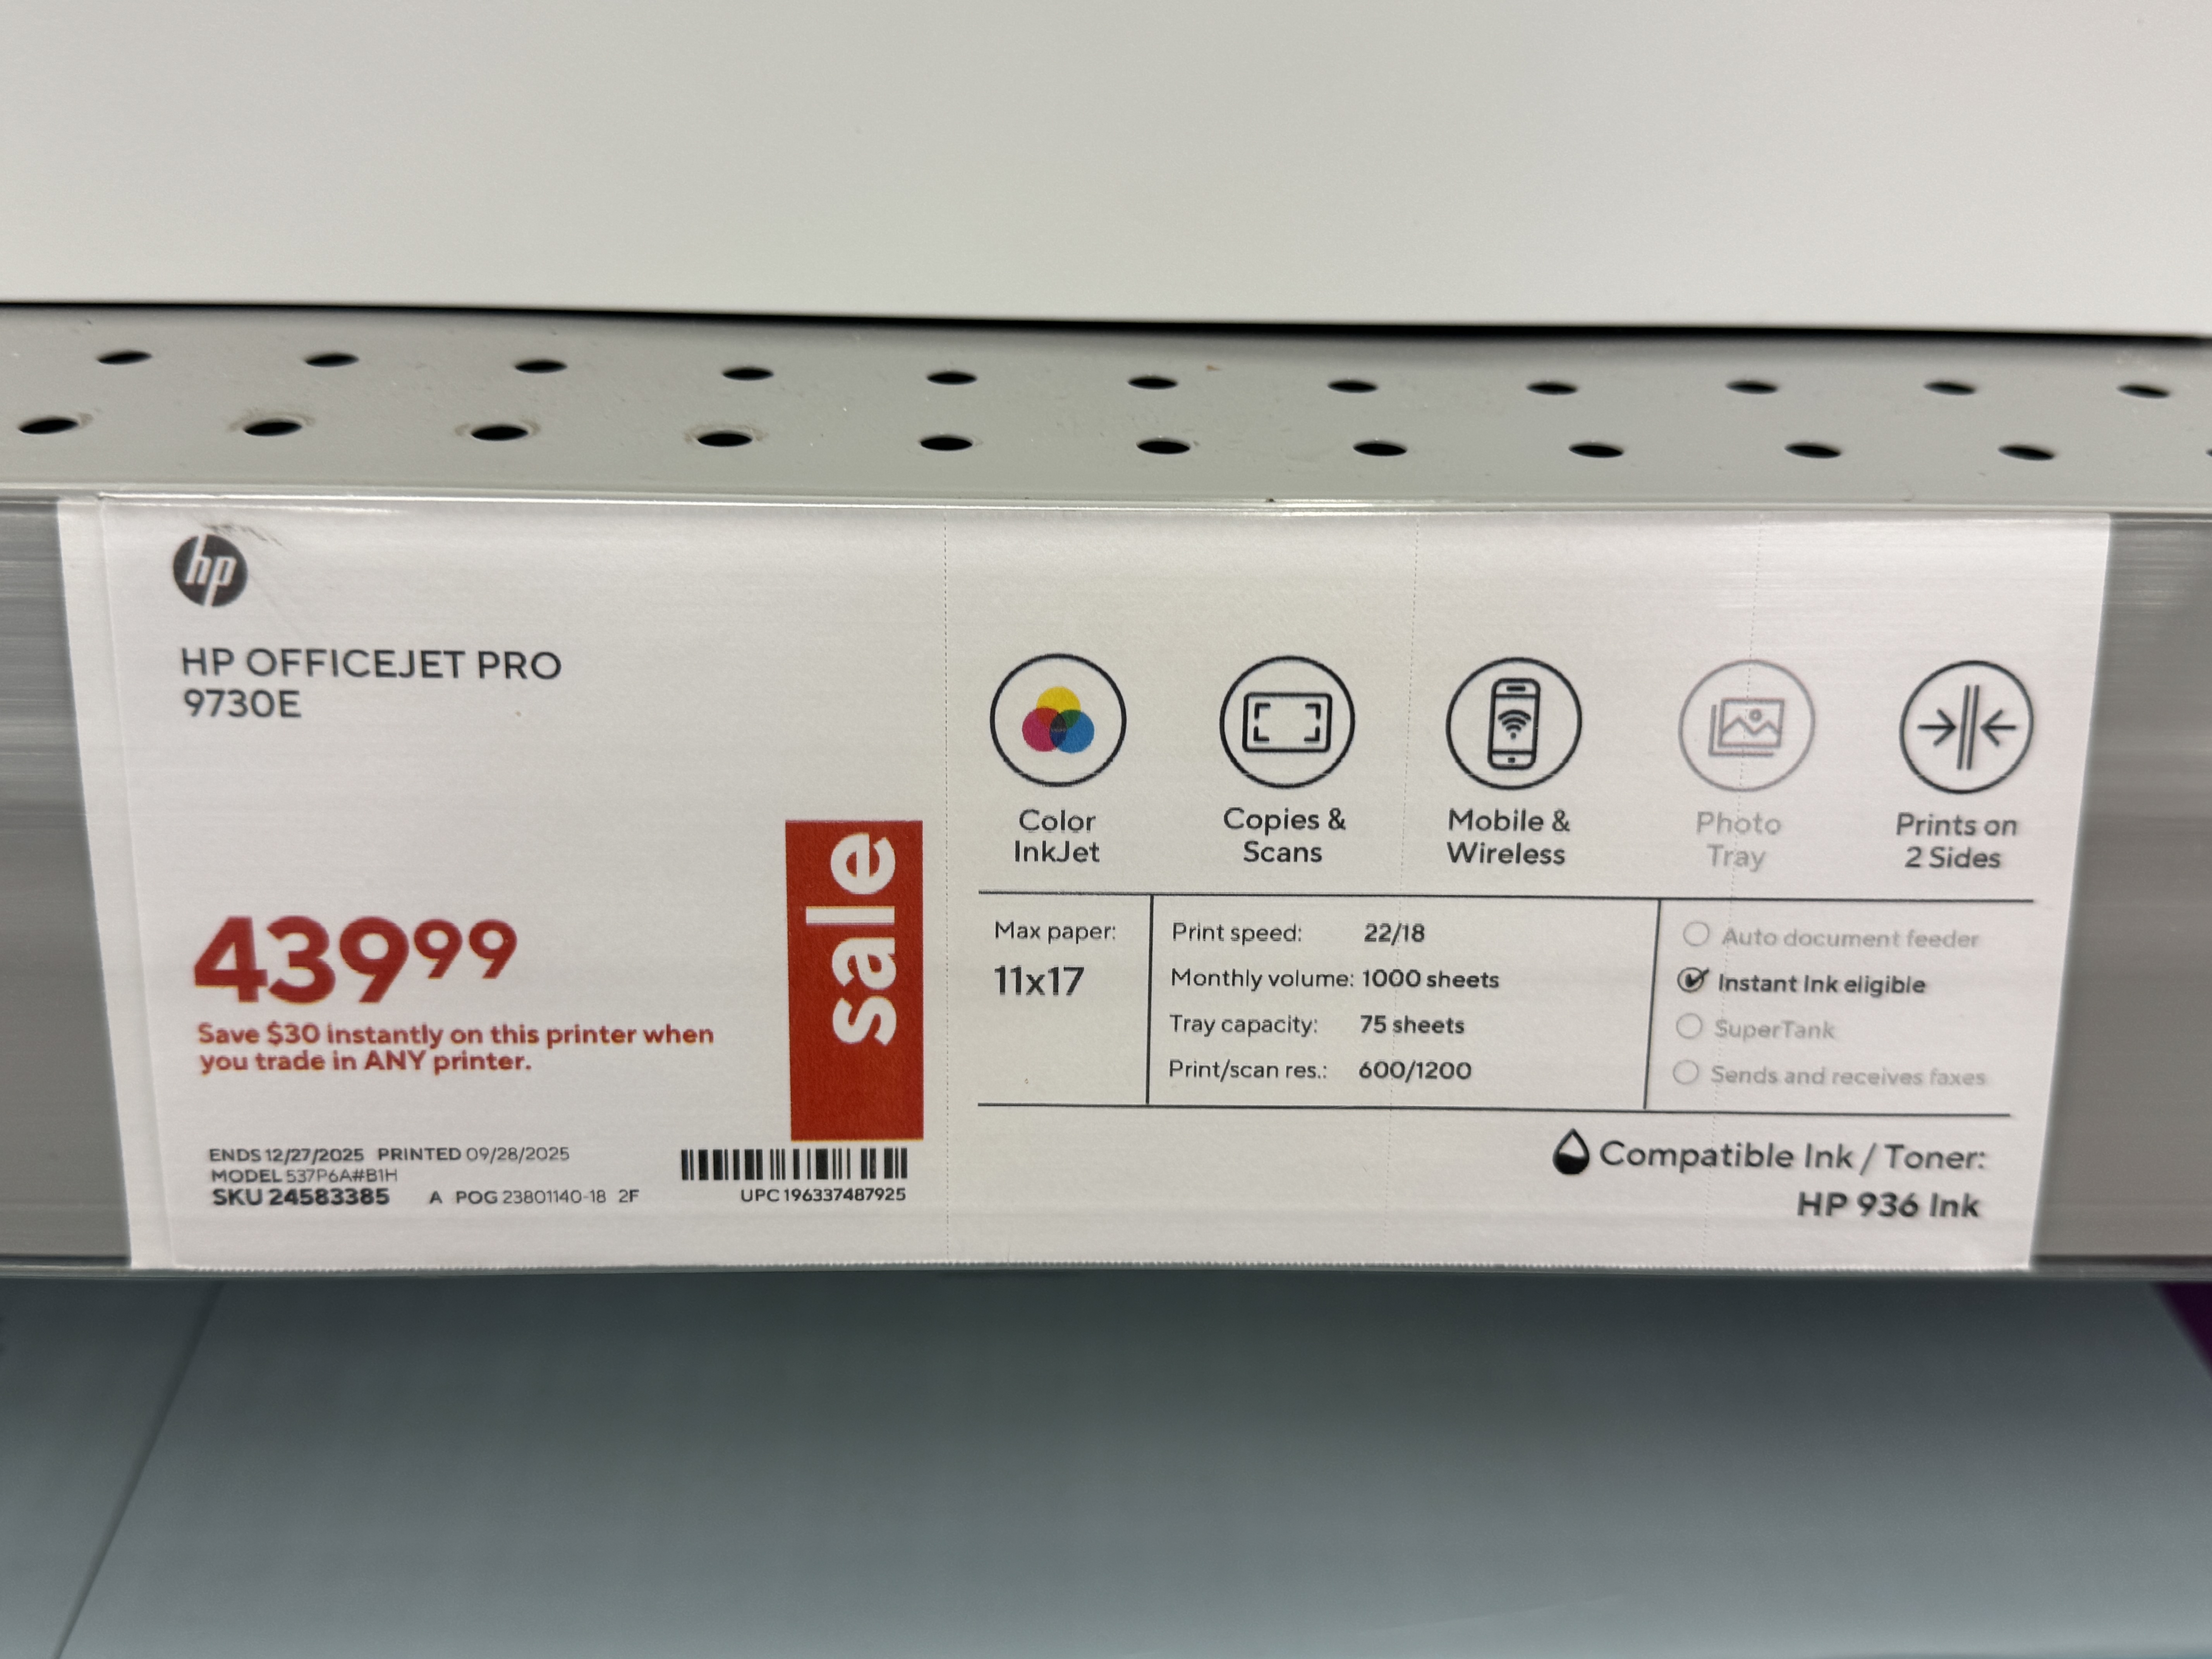 hp
HP OFFICEJET PRO
9730E
439 99
Save $30 instantly on this printer when
you trade in ANY printer.
sale
ENDS 12/27/2025 PRINTED 09/28/2025
MODEL 537P6A#B1H
SKU 24583385 A POG 23801140-18 2F
UPC 196337487925
Color
InkJet
Copies &
Scans
Mobile &
Wireless
Photo
Tray
Prints on
2 Sides
Max paper:
11x17
Print speed: 22/18
Monthly volume: 1000 sheets
Tray capacity: 75 sheets
Print/scan res.: 600/1200
Auto document feeder
Instant Ink eligible
SuperTank
Sends and receives faxes
Compatible Ink / Toner:
HP 936 Ink